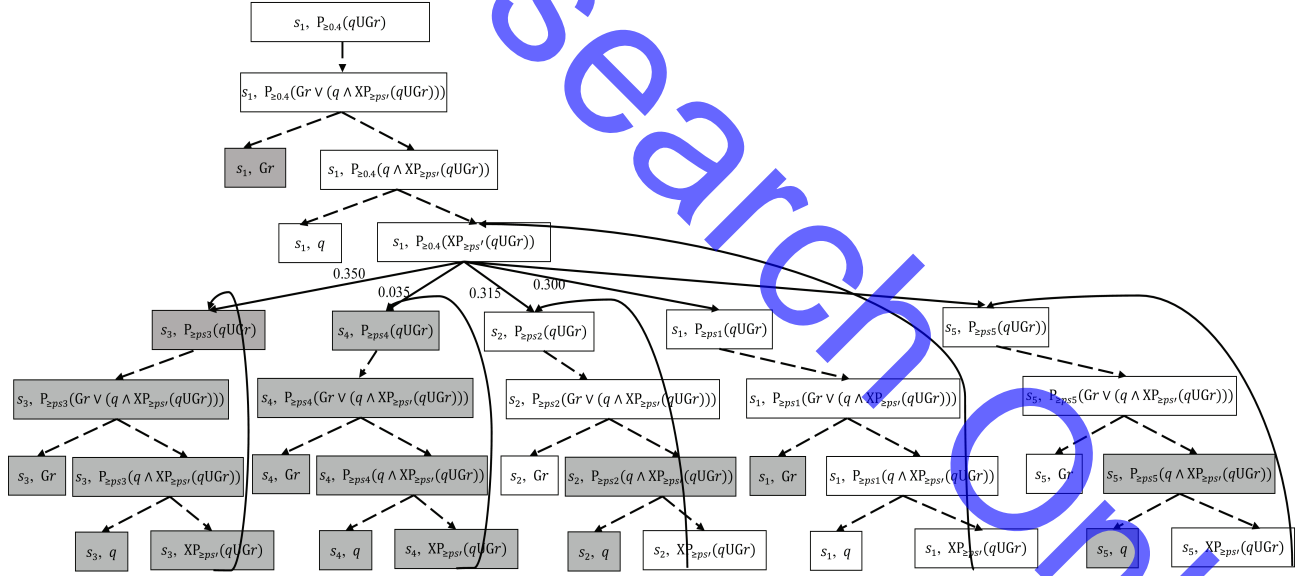 s₁, P≥0.4(qUGr)
s₁, P≥0.4(Gr ∨ (q ∧ XP≥ps′(qUGr)))
s₁, Gr
s₁, P≥0.4(q ∧ XP≥ps′(qUGr))
s₁, q
s₁, P≥0.4(XP≥ps′(qUGr))
0.350
0.035
0.315
0.300
s₃, P≥ps3(qUGr)
s₄, P≥ps4(qUGr)
s₂, P≥ps2(qUGr)
s₁, P≥ps1(qUGr)
s₅, P≥ps5(qUGr))
s₃, P≥ps3(Gr ∨ (q ∧ XP≥ps′(qUGr)))
s₄, P≥ps4(Gr ∨ (q ∧ XP≥ps′(qUGr)))
s₂, P≥ps2(Gr ∨ (q ∧ XP≥ps′(qUGr)))
s₁, P≥ps1(Gr ∨ (q ∧ XP≥ps′(qUGr)))
s₅, P≥ps5(Gr ∨ (q ∧ XP≥ps′(qUGr)))
s₃, Gr
s₃, P≥ps3(q ∧ XP≥ps′(qUGr))
s₄, Gr
s₄, P≥ps4(q ∧ XP≥ps′(qUGr))
s₂, Gr
s₂, P≥ps2(q ∧ XP≥ps′(qUGr))
s₁, Gr
s₁, P≥ps1(q ∧ XP≥ps′(qUGr))
s₅, Gr
s₅, P≥ps5(q ∧ XP≥ps′(qUGr))
s₃, q
s₃, XP≥ps′(qUGr)
s₄, q
s₄, XP≥ps′(qUGr)
s₂, q
s₂, XP≥ps′(qUGr)
s₁, q
s₁, XP≥ps′(qUGr)
s₅, q
s₅, XP≥ps′(qUGr)
search